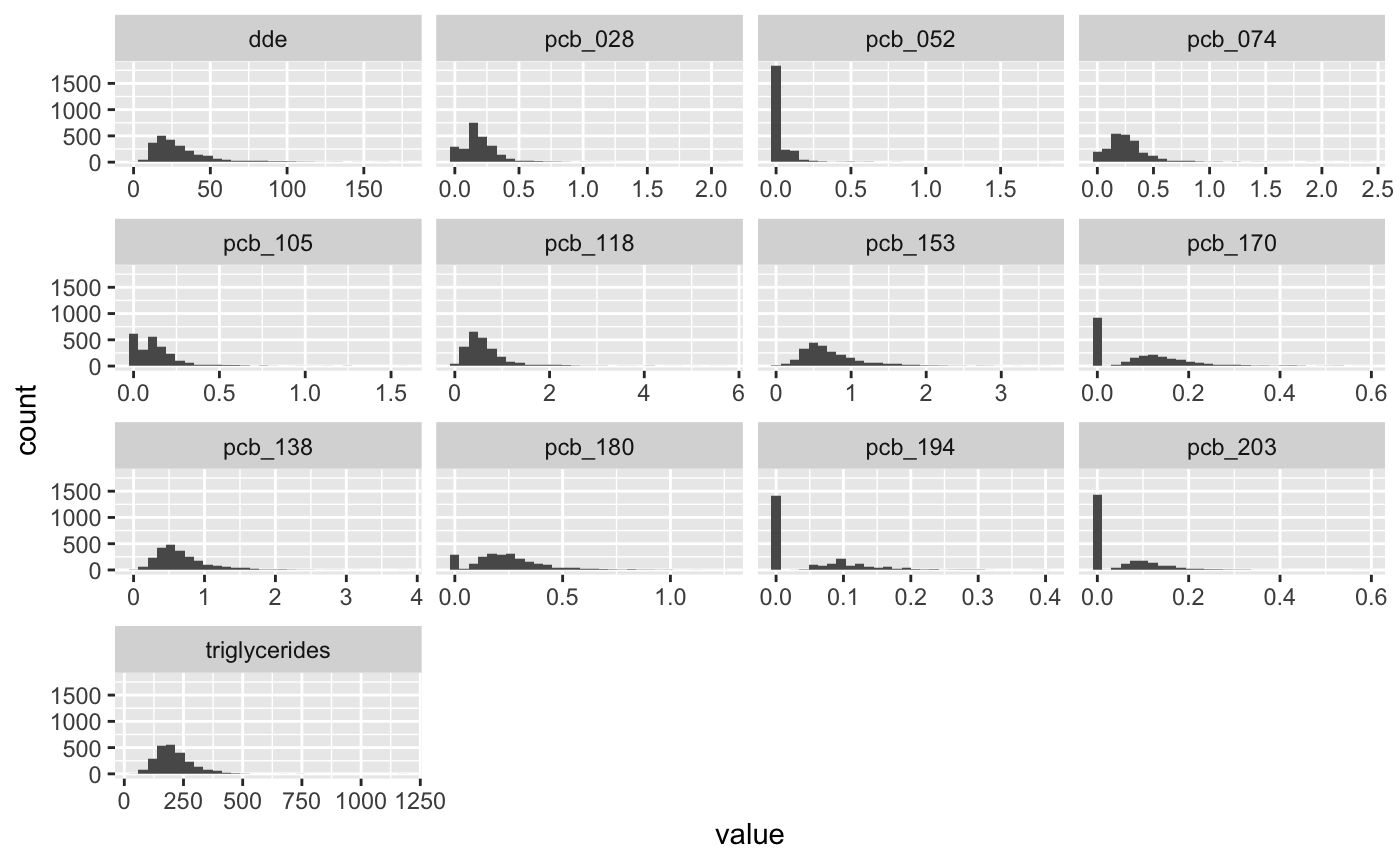 dde pcb_028 pcb_052 pcb_074
1500
1000
500
0
0 50 100 150 0.0 0.5 1.0 1.5 2.0 0.0 0.5 1.0 1.5 0.0 0.5 1.0 1.5 2.0 2.5
pcb_105 pcb_118 pcb_153 pcb_170
1500
1000
500
0
0.0 0.5 1.0 1.5 0 2 4 6 0 1 2 3 0.0 0.2 0.4 0.6
count
pcb_138 pcb_180 pcb_194 pcb_203
1500
1000
500
0
0 1 2 3 4 0.0 0.5 1.0 0.0 0.1 0.2 0.3 0.4 0.0 0.2 0.4 0.6
triglycerides
1500
1000
500
0
0 250 500 750 1000 1250
value